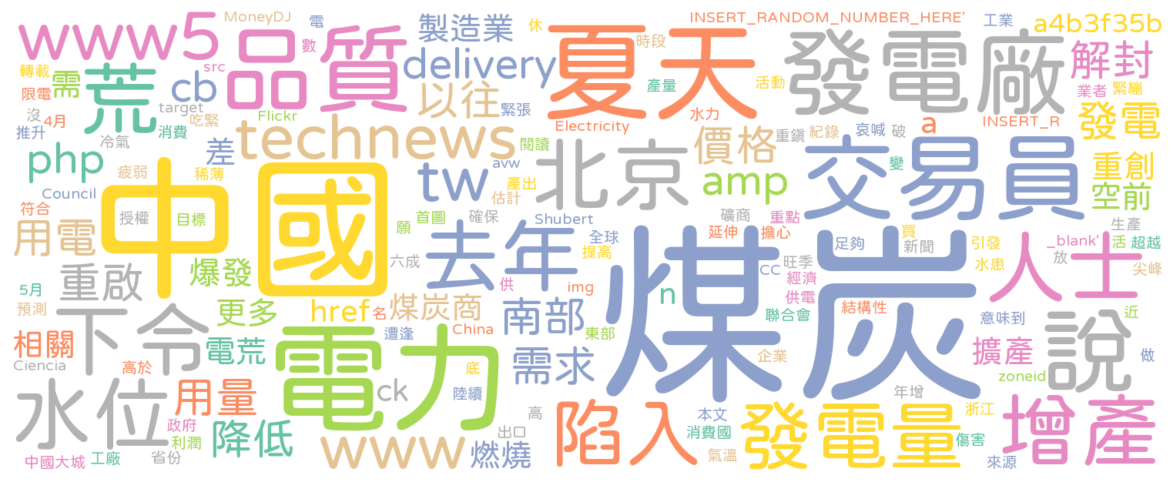 MoneyDJ
電
製造業
休
INSERT_RANDOM_NUMBER_HERE'
工業
a4b3f35b
www5
品質
數
夏天
時段
發電廠
解封
轉載
需
荒
cb
src
delivery
以往
產量
活動
業者
緊繃
限電
沒
4月
target
吃緊
Flickr
緊張
水力
推升
消費
冷氣
technews
Electricity
閱讀
價格
重鎮
紀錄
哀喊
破
a
INSERT_R
發電
php
差
疲弱
稀薄
tw
avw
產出
估計
北京
amp
交易員
變
重創
空前
Council
符合
授權
目標
中國
願
首圖
確保
Shubert
礦商
重點
延伸
擔心
足夠
買
新聞
引發
水患
_blank'
放
生產
活
超越
尖峰
用電
六成
去年
全球
提高
煤炭
旺季
CC
經濟
供電
聯合會
人士
重啟
爆發
5月
預測
更多
href
名
煤炭商
供
img
n
南部
東部
結構性
意味到
近
下令
相關
Ciencia
電荒
高於
電力
遭逢
China
底
需求
企業
擴產
說
做
zoneid
水位
用量
政府
利潤
降低
ck
陸續
年增
高
出口
陷入
本文
消費國
氣溫
發電量
浙江
傷害
增產
來源
中國大城
工廠
省份
www
燃燒